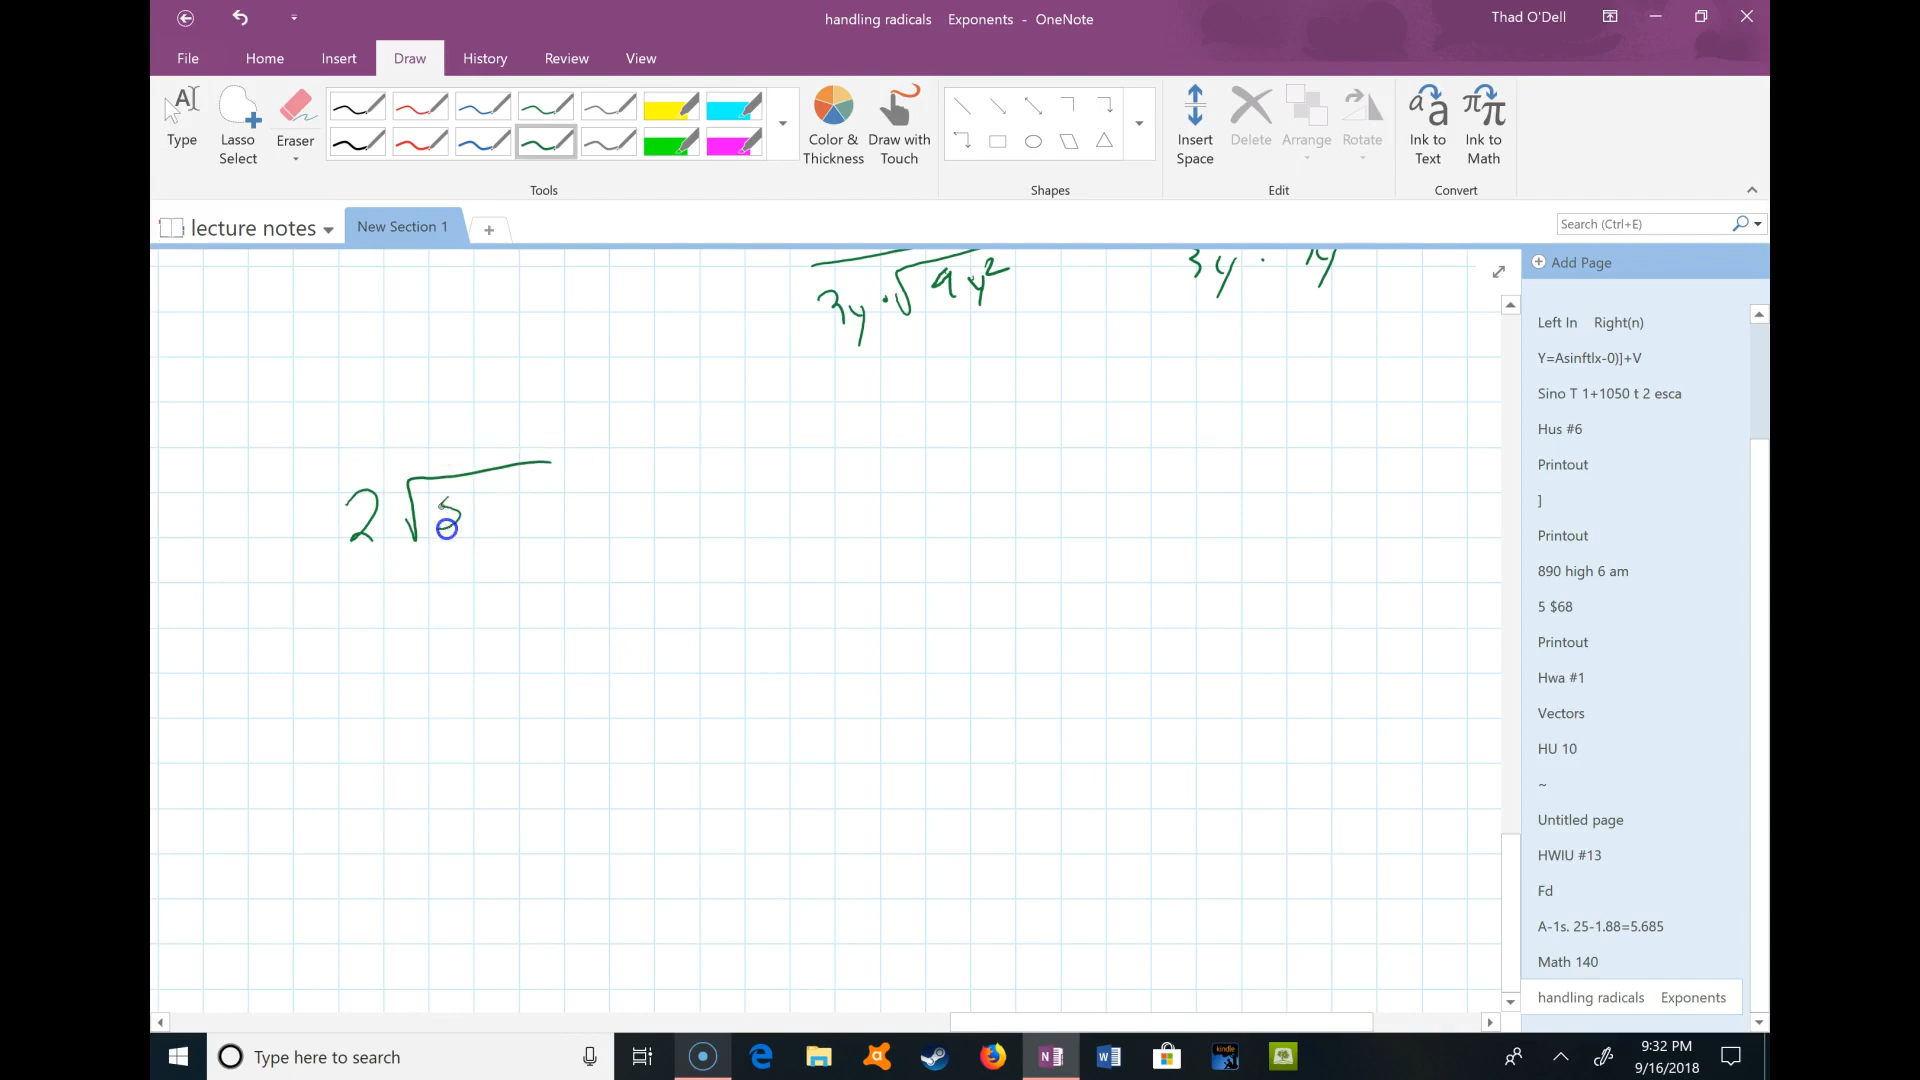 handling radicals Exponents - OneNote
Thad O'Dell
File Home Insert Draw History Review View
Type
Lasso Select
Eraser
Color & Thickness
Draw with Touch
Insert Space
Delete
Arrange
Rotate
Ink to Text
Ink to Math
Tools
Shapes
Edit
Convert
lecture notes
New Section 1
Search (Ctrl+E)
3y · √9y²
3y ·
2√
Add Page
Left In Right(n)
Y=Asinftlx-0)]+V
Sino T 1+1050 t 2 esca
Hus #6
Printout
]
Printout
890 high 6 am
5 $68
Printout
Hwa #1
Vectors
HU 10
~
Untitled page
HWIU #13
Fd
A-1s. 25-1.88=5.685
Math 140
handling radicals Exponents
Type here to search
kindle
9:32 PM
9/16/2018